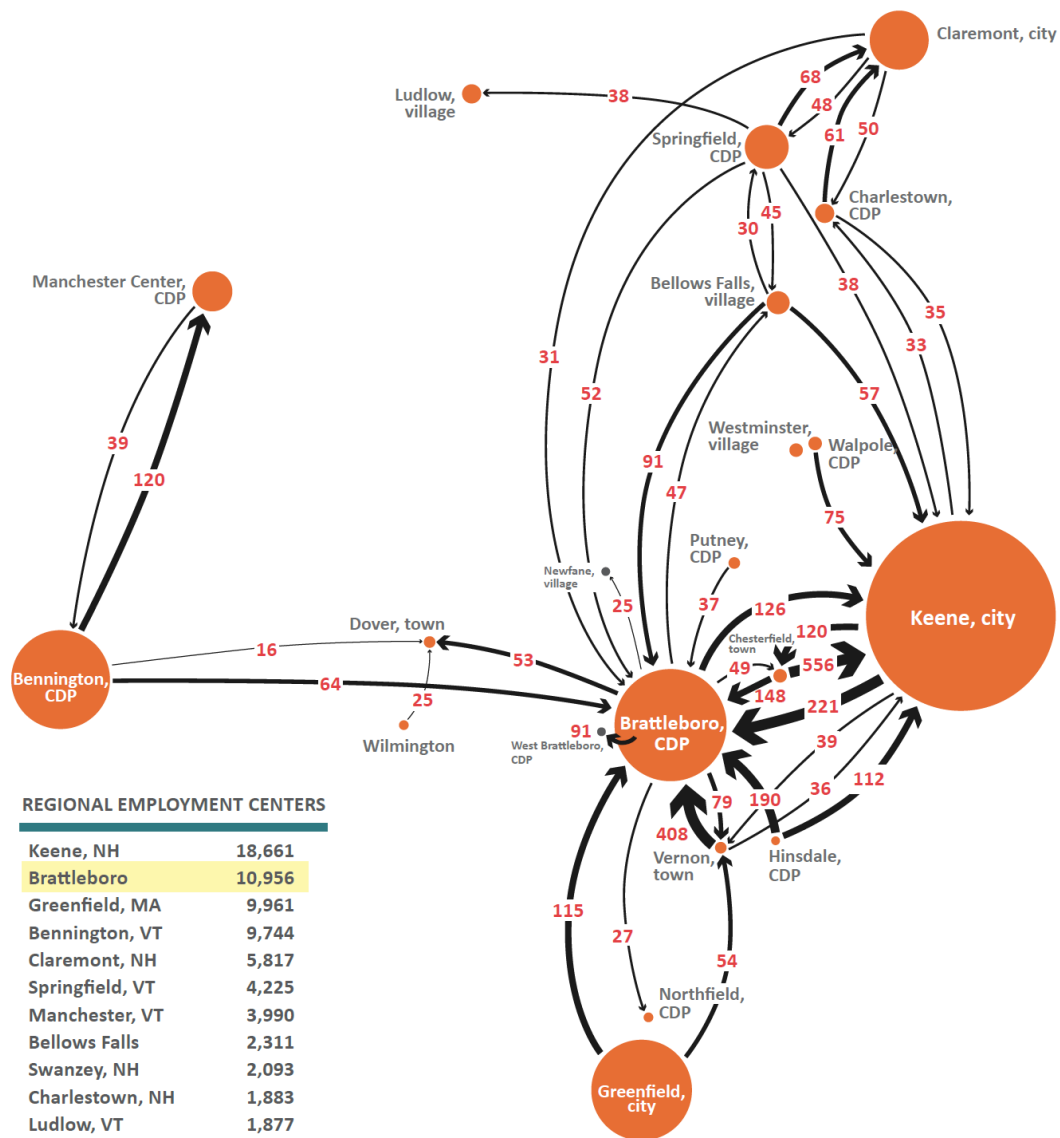 Claremont, city
68
Ludlow,
village
38
48
Springfield,
CDP
61
50
Charlestown,
CDP
45
30
Manchester Center,
CDP
Bellows Falls,
village
38
35
33
31
52
57
Westminster,
village
Walpole,
CDP
39
91
120
47
75
Putney,
CDP
Newfane,
village
37
25
126
Keene, city
Dover, town
Chesterfield,
town
120
16
53
49
556
Bennington,
CDP
64
148
25
221
Brattleboro,
CDP
91
West Brattleboro,
CDP
Wilmington
39
36
112
79
190
408
Vernon,
town
Hinsdale,
CDP
115
27
54
Northfield,
CDP
Greenfield,
city
REGIONAL EMPLOYMENT CENTERS
Keene, NH 18,661
Brattleboro 10,956
Greenfield, MA 9,961
Bennington, VT 9,744
Claremont, NH 5,817
Springfield, VT 4,225
Manchester, VT 3,990
Bellows Falls 2,311
Swanzey, NH 2,093
Charlestown, NH 1,883
Ludlow, VT 1,877